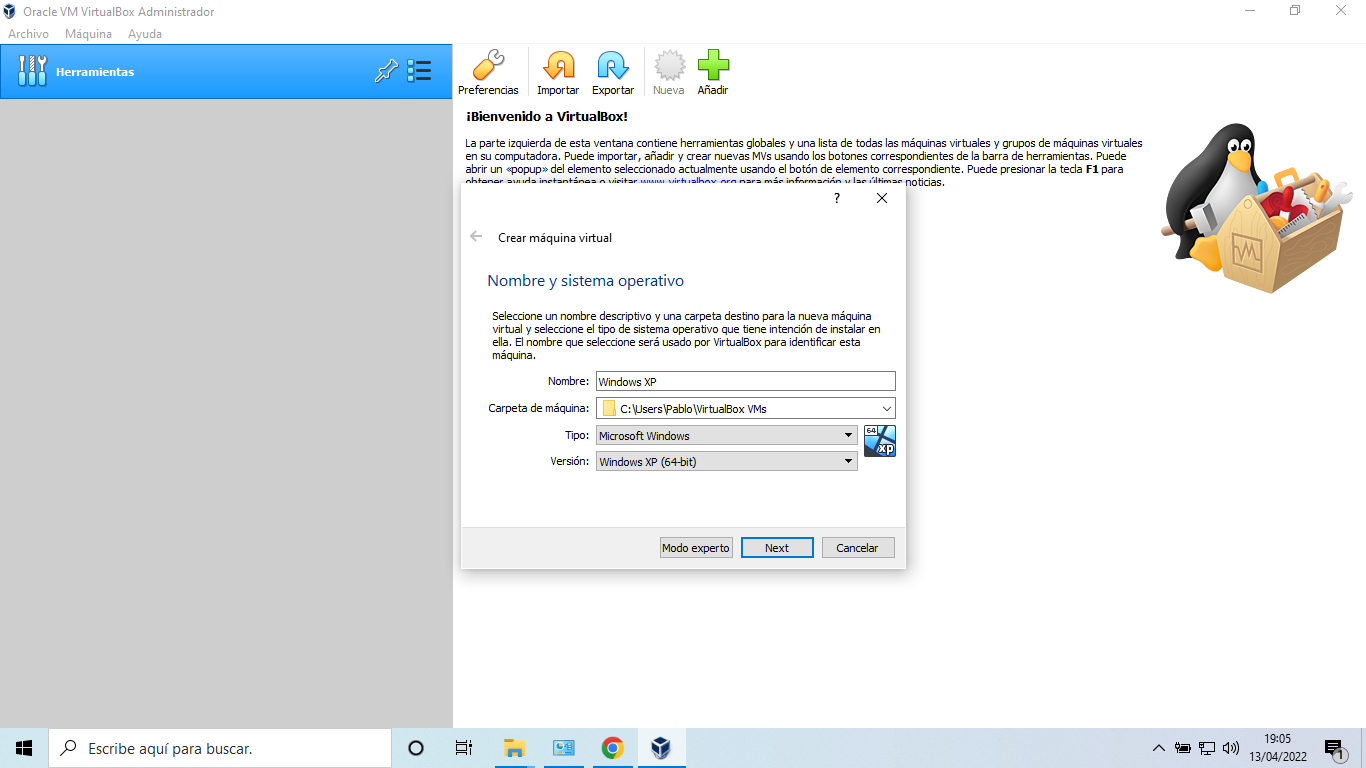 Oracle VM VirtualBox Administrador
Archivo Máquina Ayuda
Herramientas
Preferencias Importar Exportar Nueva Añadir
¡Bienvenido a VirtualBox!
La parte izquierda de esta ventana contiene herramientas globales y una lista de todas las máquinas virtuales y grupos de máquinas virtuales
en su computadora. Puede importar, añadir y crear nuevas MVs usando los botones correspondientes de la barra de herramientas. Puede
abrir un «popup» del elemento seleccionado actualmente usando el botón de elemento correspondiente. Puede presionar la tecla F1 para
obtener ayuda instantánea o visitar www.virtualbox.org para más información y las últimas noticias.
?
Crear máquina virtual
Nombre y sistema operativo
Seleccione un nombre descriptivo y una carpeta destino para la nueva máquina
virtual y seleccione el tipo de sistema operativo que tiene intención de instalar en
ella. El nombre que seleccione será usado por VirtualBox para identificar esta
máquina.
Nombre: Windows XP
Carpeta de máquina: C:\Users\Pablo\VirtualBox VMs
Tipo: Microsoft Windows
64
XP
Versión: Windows XP (64-bit)
Modo experto Next Cancelar
Escribe aquí para buscar.
19:05
13/04/2022
1